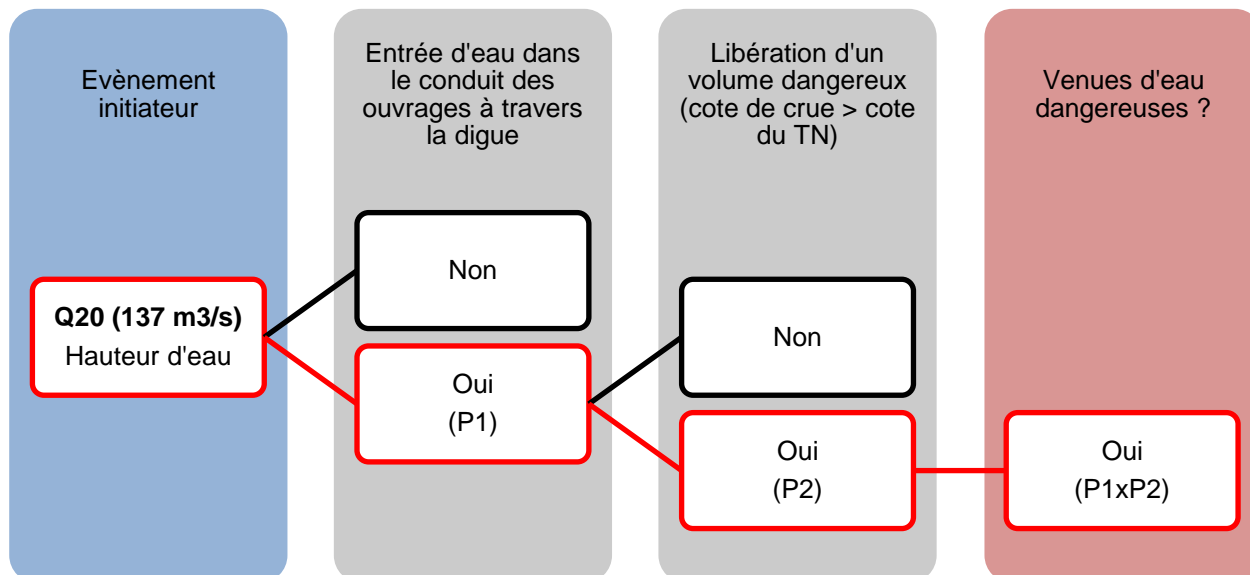 Evènement
initiateur
Entrée d'eau dans
le conduit des
ouvrages à travers
la digue
Libération d'un
volume dangereux
(cote de crue > cote
du TN)
Venues d'eau
dangereuses ?
Q20 (137 m3/s)
Hauteur d'eau
Non
Oui
(P1)
Non
Oui
(P2)
Oui
(P1xP2)